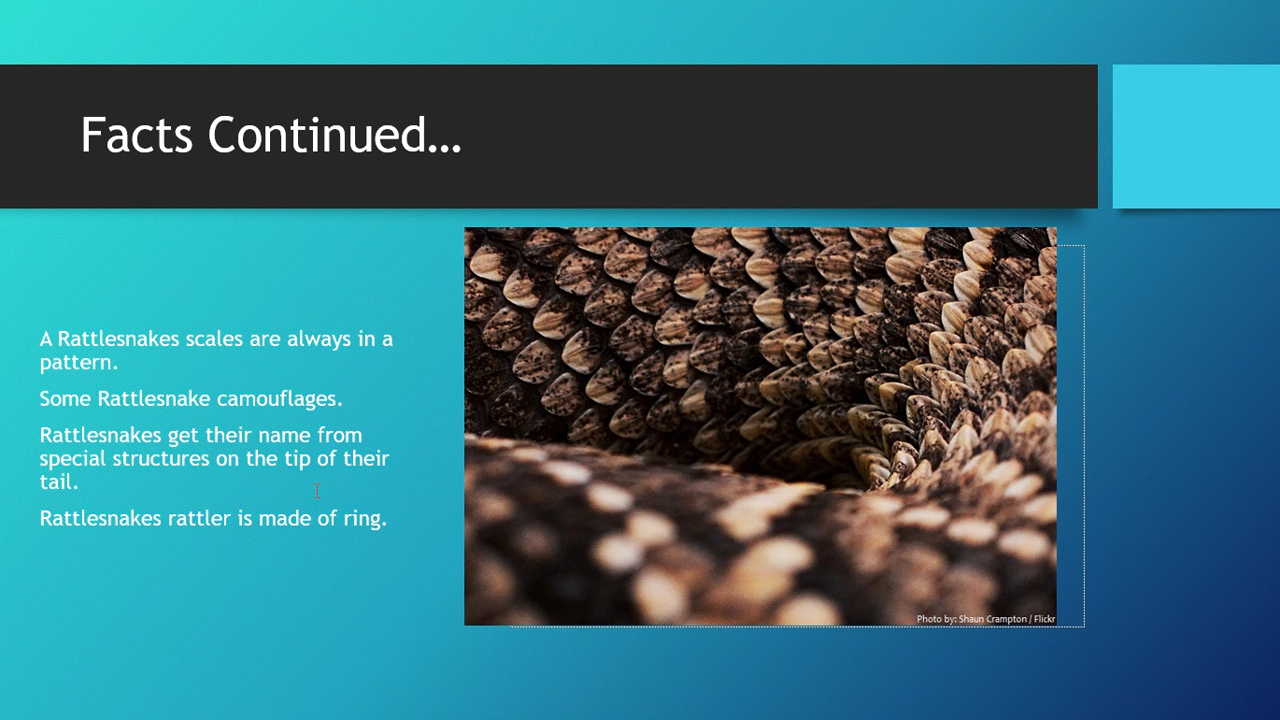 Facts Continued...
A Rattlesnakes scales are always in a
pattern.
Some Rattlesnake camouflages.
Rattlesnakes get their name from
special structures on the tip of their
tail.
Rattlesnakes rattler is made of ring.
Photo by: Shaun Crampton / Flickr